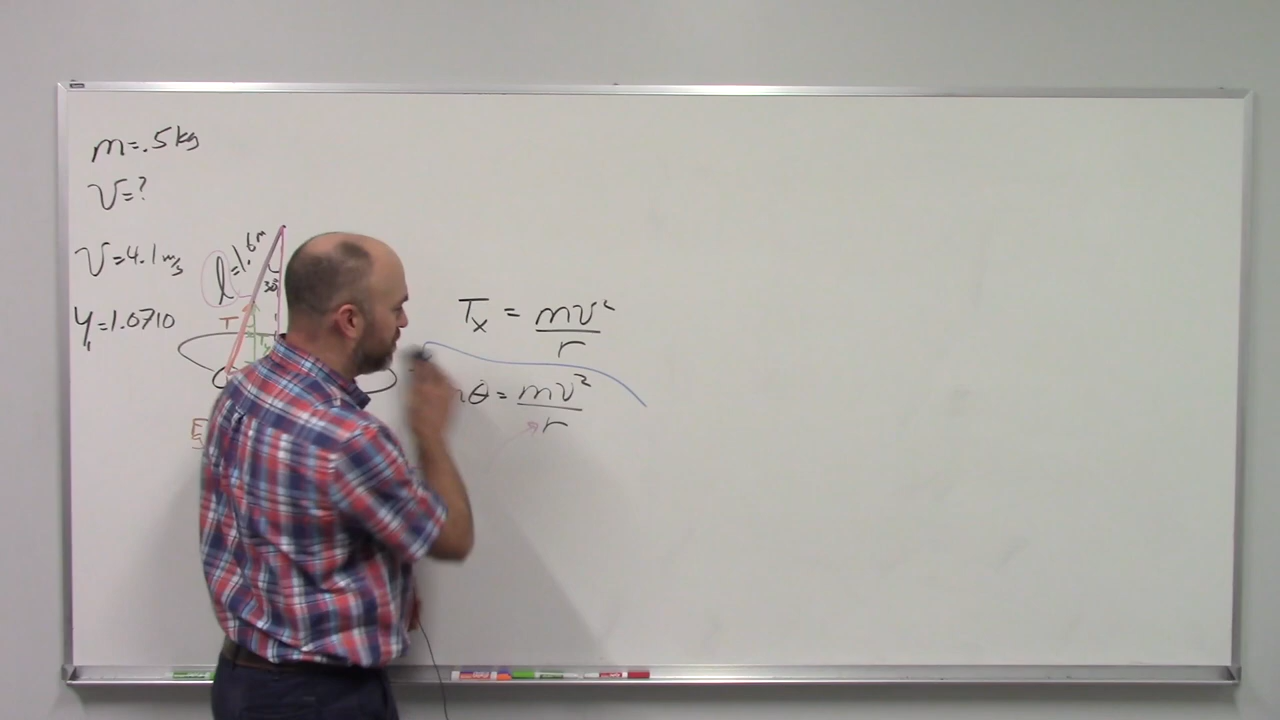 m=.5kg
v=?
v=4.1m/s
l=1.6m
30°
y₁=1.0710
T
Tx = mv²/r
θ = mv²/r